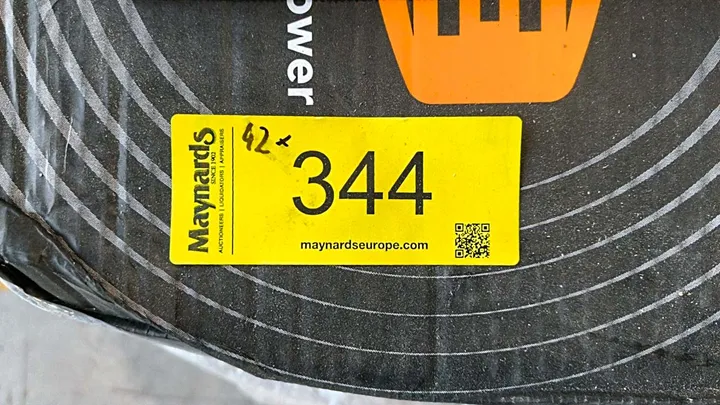 ower
42 x
344
maynardseurope.com
Maynards
SINCE 1902
AUCTIONEERS | LIQUIDATORS | APPRAISERS